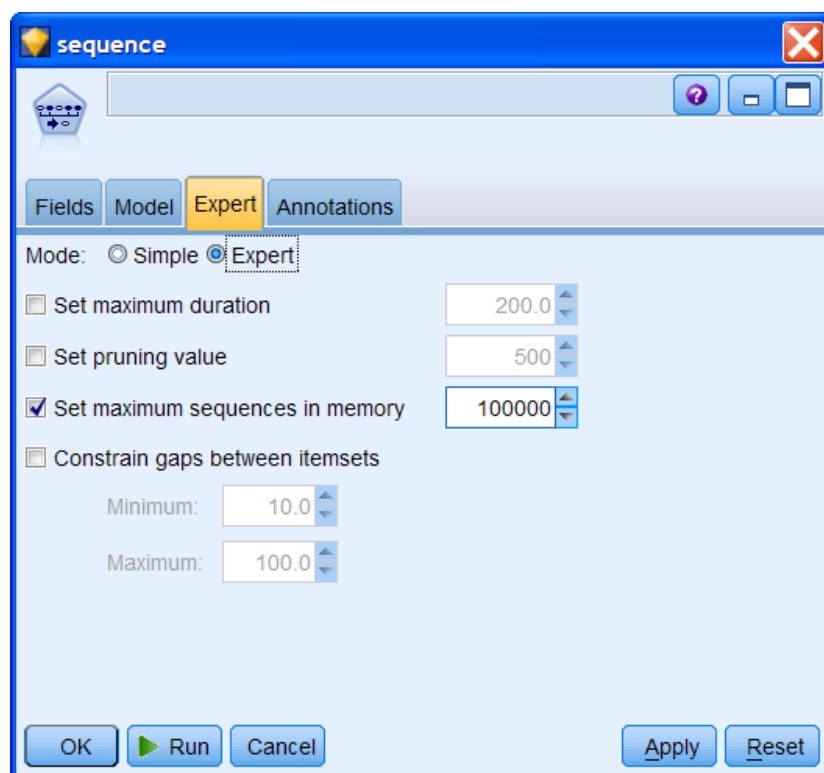 sequence
Fields Model Expert Annotations
Mode: Simple Expert
Set maximum duration 200.0
Set pruning value 500
Set maximum sequences in memory 100000
Constrain gaps between itemsets
Minimum: 10.0
Maximum: 100.0
OK Run Cancel Apply Reset